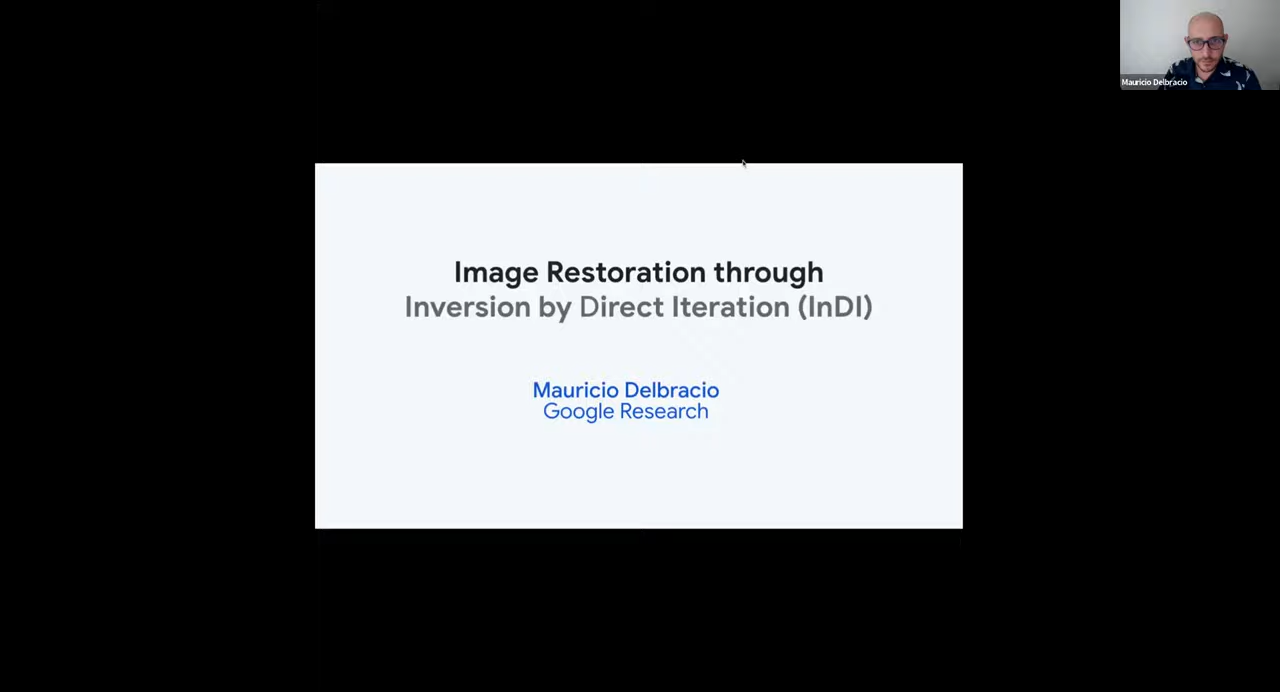 Mauricio Delbracio
Image Restoration through
Inversion by Direct Iteration (InDI)
Mauricio Delbracio
Google Research